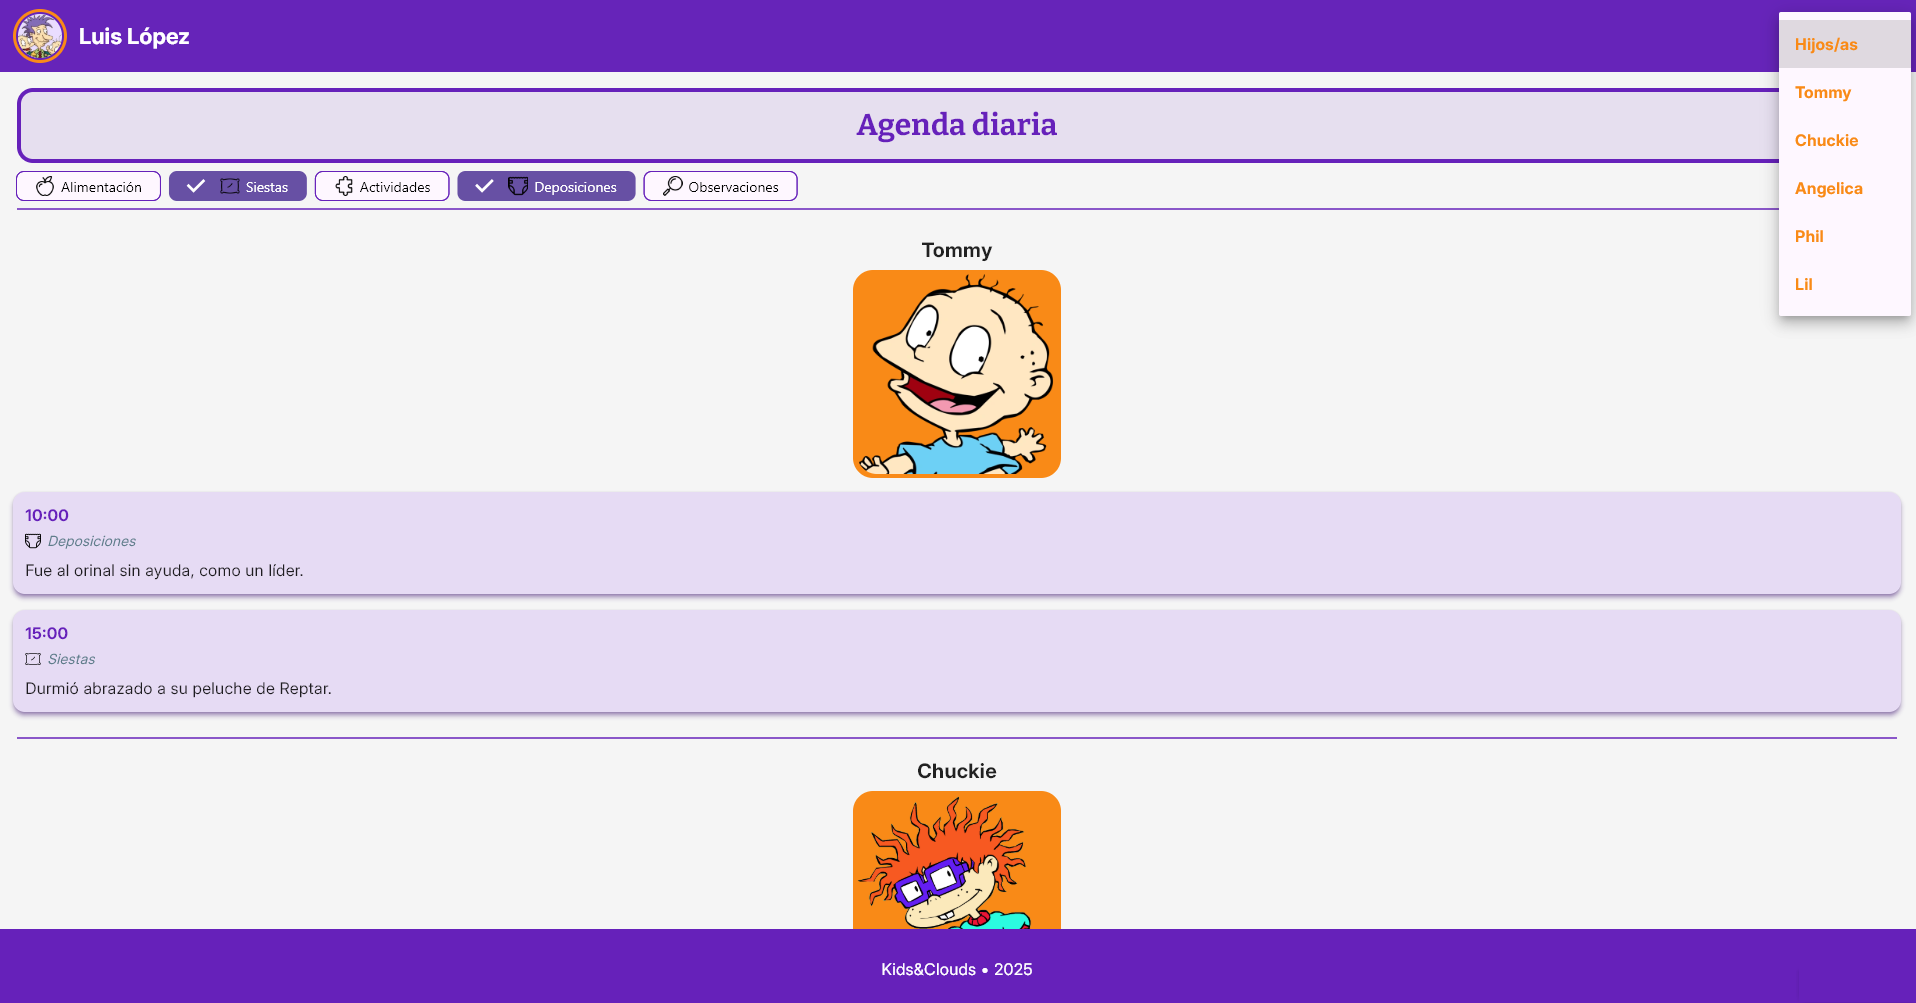 Luis López
Hijos/as
Tommy
Chuckie
Angelica
Phil
Lil
Agenda diaria
Alimentación
Siestas
Actividades
Deposiciones
Observaciones
Tommy
10:00
Deposiciones
Fue al orinal sin ayuda, como un líder.
15:00
Siestas
Durmió abrazado a su peluche de Reptar.
Chuckie
Kids&Clouds • 2025